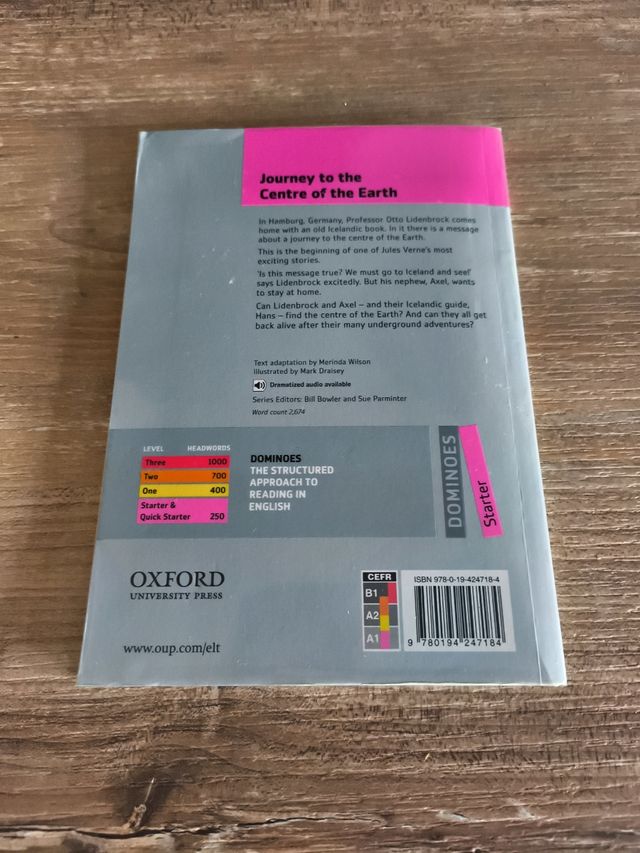 Journey to the
Centre of the Earth
In Hamburg, Germany, Professor Otto Lidenbrock comes
home with an old Icelandic book. In it there is a message
about a journey to the centre of the Earth.
This is the beginning of one of Jules Verne's most
exciting stories.
'Is this message true? We must go to Iceland and see!'
says Lidenbrock excitedly. But his nephew, Axel, wants
to stay at home.
Can Lidenbrock and Axel – and their Icelandic guide,
Hans – find the centre of the Earth? And can they all get
back alive after their many underground adventures?
Text adaptation by Merinda Wilson
Illustrated by Mark Draisey
Dramatized audio available
Series Editors: Bill Bowler and Sue Parminter
Word count 2,674
LEVEL HEADWORDS
Three 1000
Two 700
One 400
Starter &
Quick Starter 250
DOMINOES
THE STRUCTURED
APPROACH TO
READING IN
ENGLISH
DOMINOES
Starter
OXFORD
UNIVERSITY PRESS
www.oup.com/elt
CEFR
B1
A2
A1
ISBN 978-0-19-424718-4
9 780194 247184